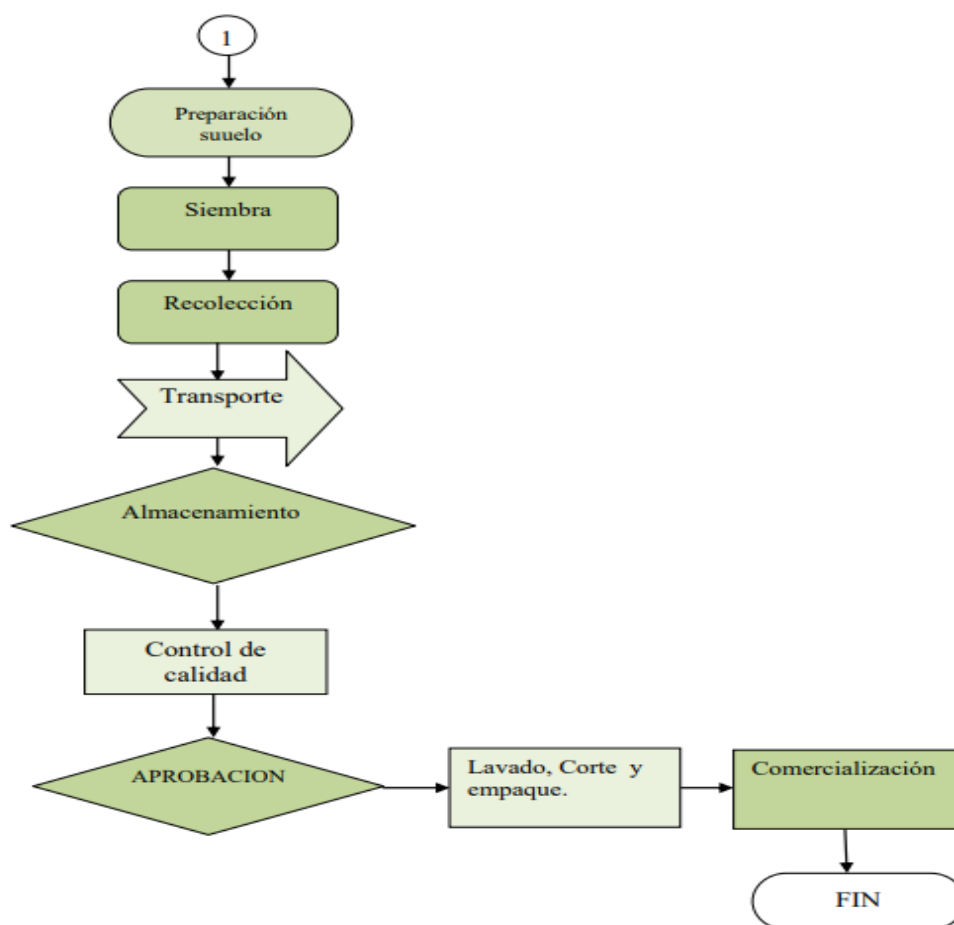 1
Preparación
suuelo
Siembra
Recolección
Transporte
Almacenamiento
Control de
calidad
APROBACION
Lavado, Corte y
empaque.
Comercialización
FIN